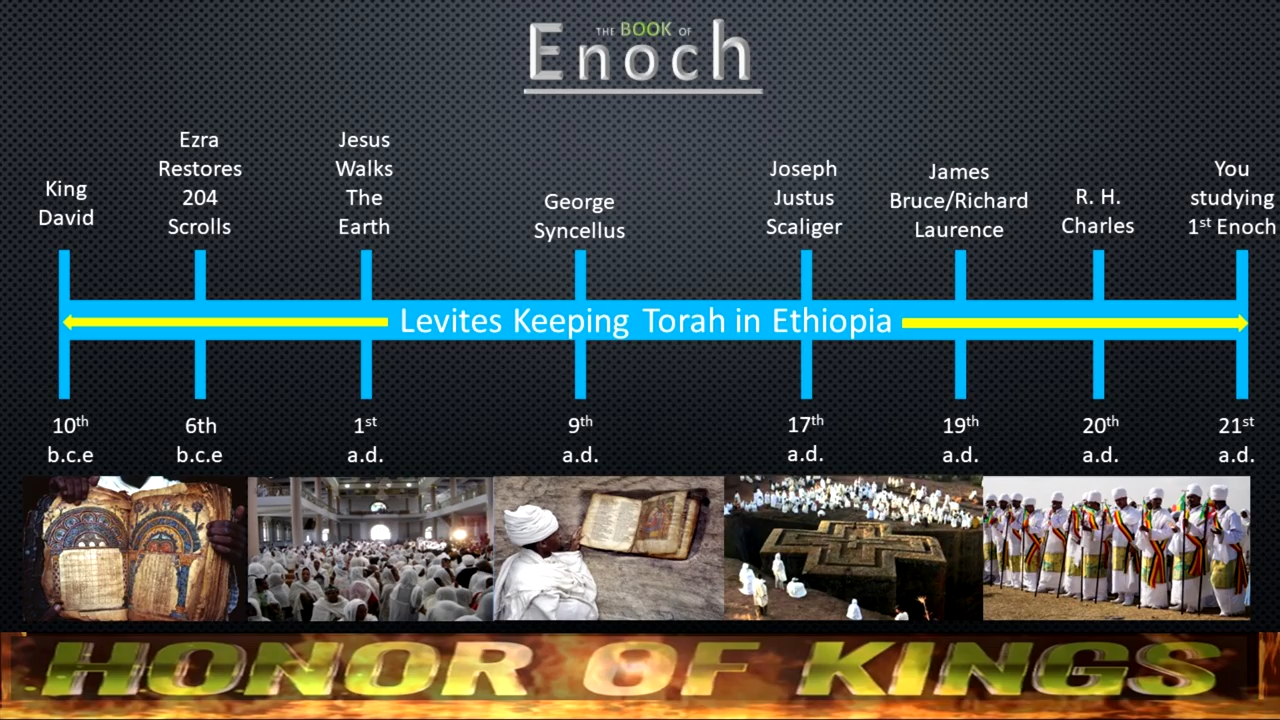 THE BOOK OF
Enoch
King
David
Ezra
Restores
204
Scrolls
Jesus
Walks
The
Earth
George
Syncellus
Joseph
Justus
Scaliger
James
Bruce/Richard
Laurence
R. H.
Charles
You
studying
1st Enoch
Levites Keeping Torah in Ethiopia
10th
b.c.e
6th
b.c.e
1st
a.d.
9th
a.d.
17th
a.d.
19th
a.d.
20th
a.d.
21st
a.d.
HONOR OF KINGS